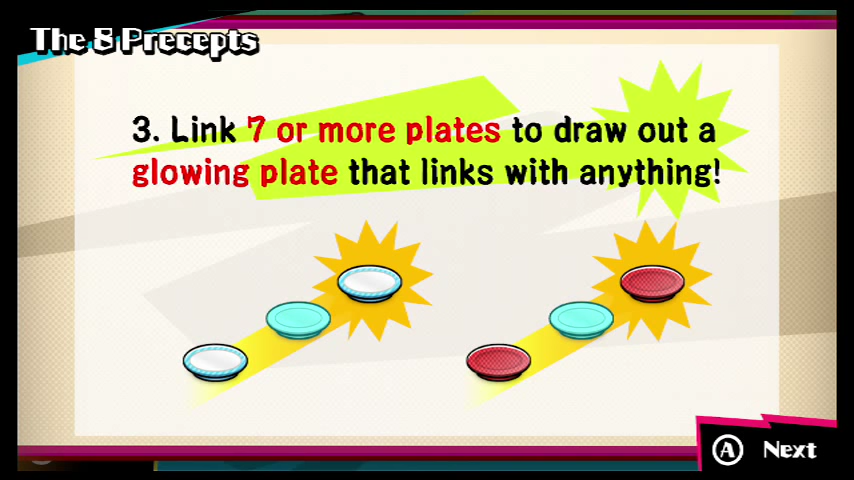 The 8 Precepts
3. Link 7 or more plates to draw out a
glowing plate that links with anything!
A Next